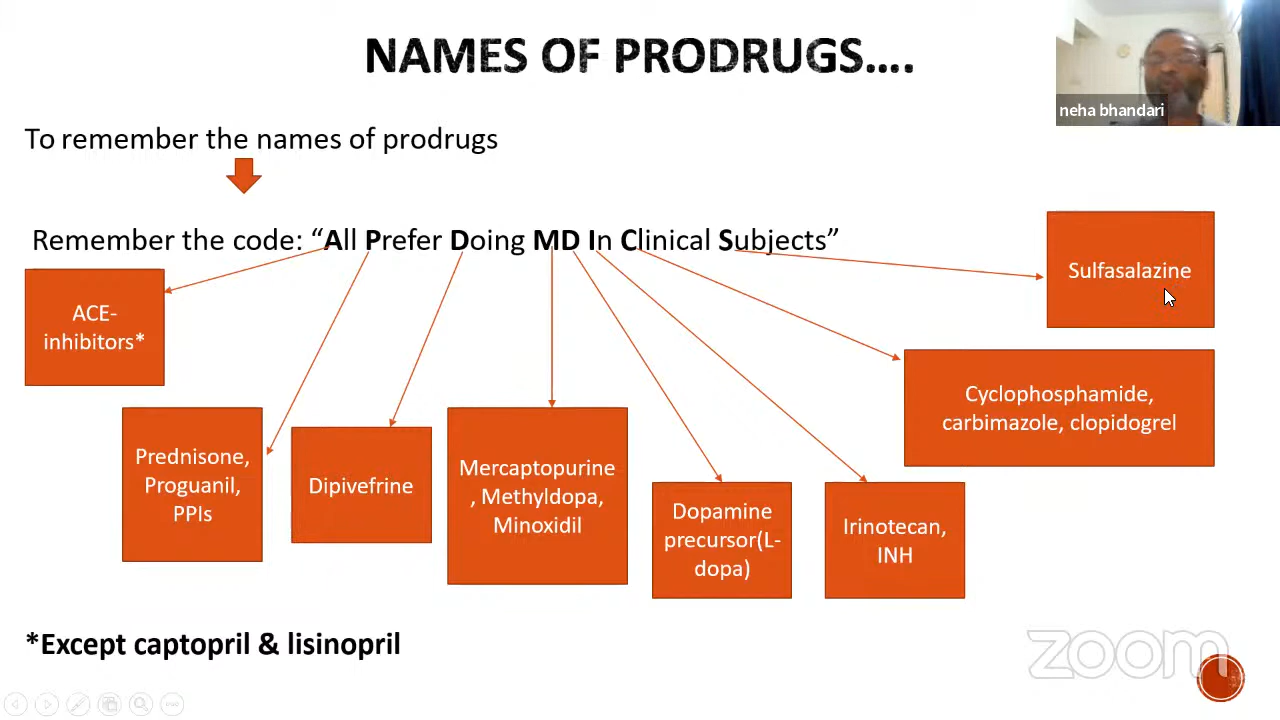 NAMES OF PRODRUGS....
neha bhandari
To remember the names of prodrugs
Remember the code: “All Prefer Doing MD In Clinical Subjects”
Sulfasalazine
ACE-
inhibitors*
Cyclophosphamide,
carbimazole, clopidogrel
Prednisone,
Proguanil,
PPIs
Dipivefrine
Mercaptopurine
, Methyldopa,
Minoxidil
Dopamine
precursor(L-
dopa)
Irinotecan,
INH
*Except captopril & lisinopril
zoom